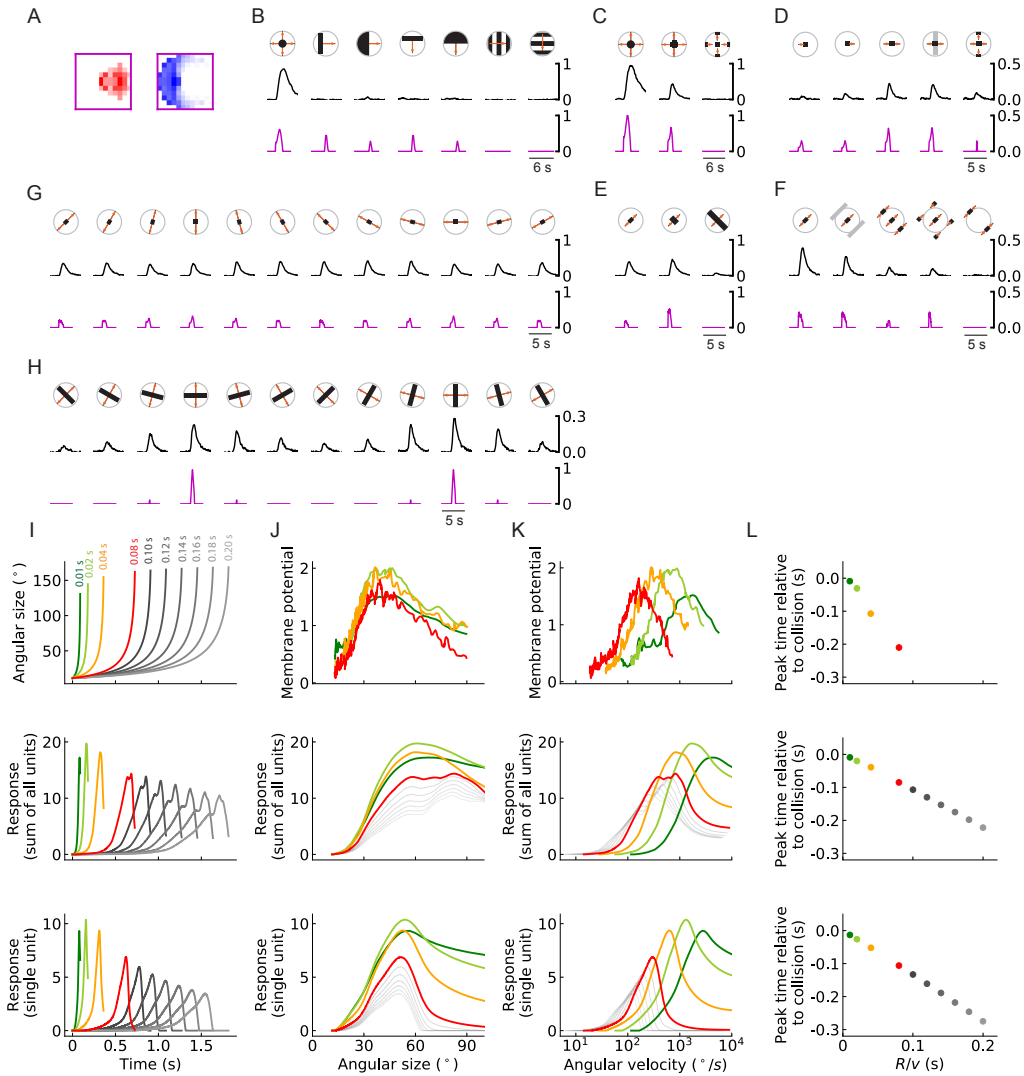 A
B
C
D
1
0
1
0
6 s
1
0
1
0
6 s
0.5
0.0
1
0
5 s
G
E
F
1
0
1
0
5 s
1
0
1
0
5 s
0.5
0.0
1
0
5 s
H
0.3
0.0
1
0
5 s
I
J
K
L
0.01 s
0.02 s
0.04 s
0.08 s
0.10 s
0.12 s
0.14 s
0.16 s
0.18 s
0.20 s
Angular size (°)
150
100
50
Membrane potential
2
1
0
Membrane potential
2
1
0
Peak time relative
to collision (s)
0.0
-0.1
-0.2
-0.3
Response
(sum of all units)
20
10
0
Response
(sum of all units)
20
10
0
Response
(sum of all units)
20
10
0
Peak time relative
to collision (s)
0.0
-0.1
-0.2
-0.3
Response
(single unit)
10
5
0
0.0 0.5 1.0 1.5
Time (s)
Response
(single unit)
10
5
0
0 30 60 90
Angular size (°)
Response
(single unit)
10
5
0
10¹ 10² 10³ 10⁴
Angular velocity (°/s)
Peak time relative
to collision (s)
0.0
-0.1
-0.2
-0.3
0 0.1 0.2
R/v (s)